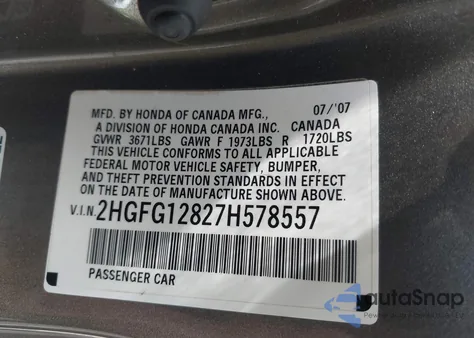 MFD. BY HONDA OF CANADA MFG., 07/'07
A DIVISION OF HONDA CANADA INC. CANADA
GVWR 3671LBS GAWR F 1973LBS R 1720LBS
THIS VEHICLE CONFORMS TO ALL APPLICABLE
FEDERAL MOTOR VEHICLE SAFETY, BUMPER,
AND THEFT PREVENTION STANDARDS IN EFFECT
ON THE DATE OF MANUFACTURE SHOWN ABOVE.
V.I.N. 2HGFG12827H578557
PASSENGER CAR
autoSnap